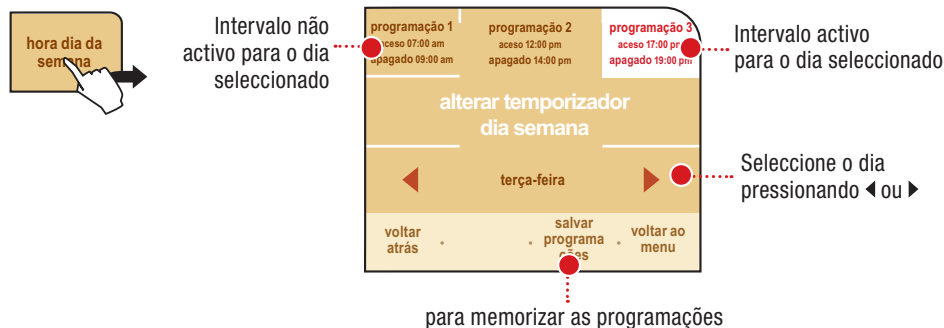 hora dia da
semana
Intervalo não
activo para o dia
seleccionado
programação 1
aceso 07:00 am
apagado 09:00 am
programação 2
aceso 12:00 pm
apagado 14:00 pm
programação 3
aceso 17:00 pm
apagado 19:00 pm
Intervalo activo
para o dia seleccionado
alterar temporizador
dia semana
terça-feira
Seleccione o dia
pressionando ◀ ou ▶
voltar
atrás
salvar
programa
ções
voltar ao
menu
para memorizar as programações